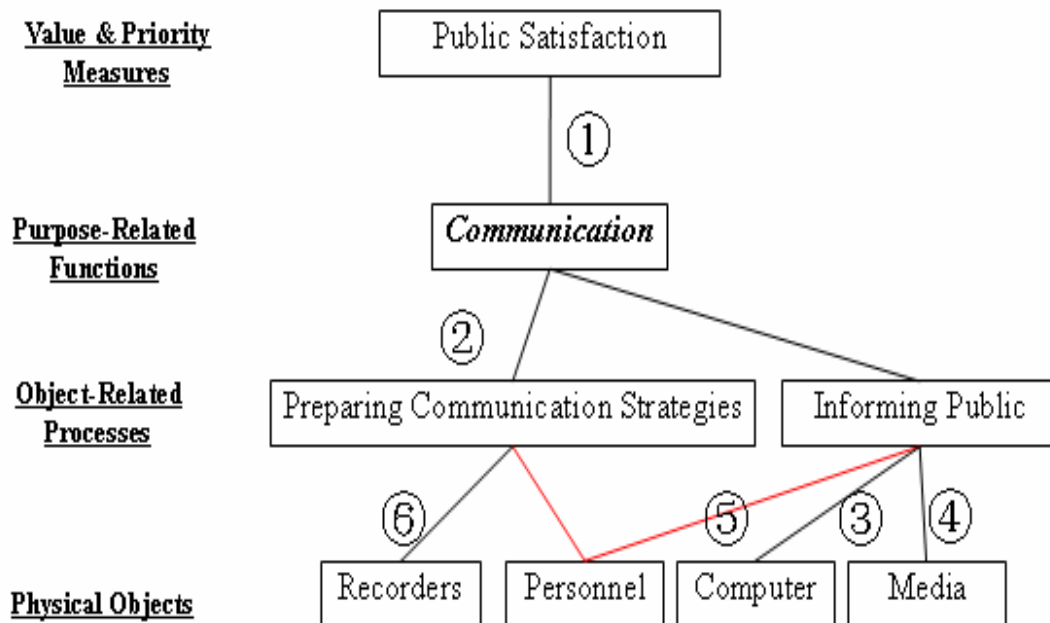 Value & Priority
Measures
Public Satisfaction
①
Purpose-Related
Functions
Communication
②
Object-Related
Processes
Preparing Communication Strategies
Informing Public
⑥
⑤
③
④
Physical Objects
Recorders
Personnel
Computer
Media